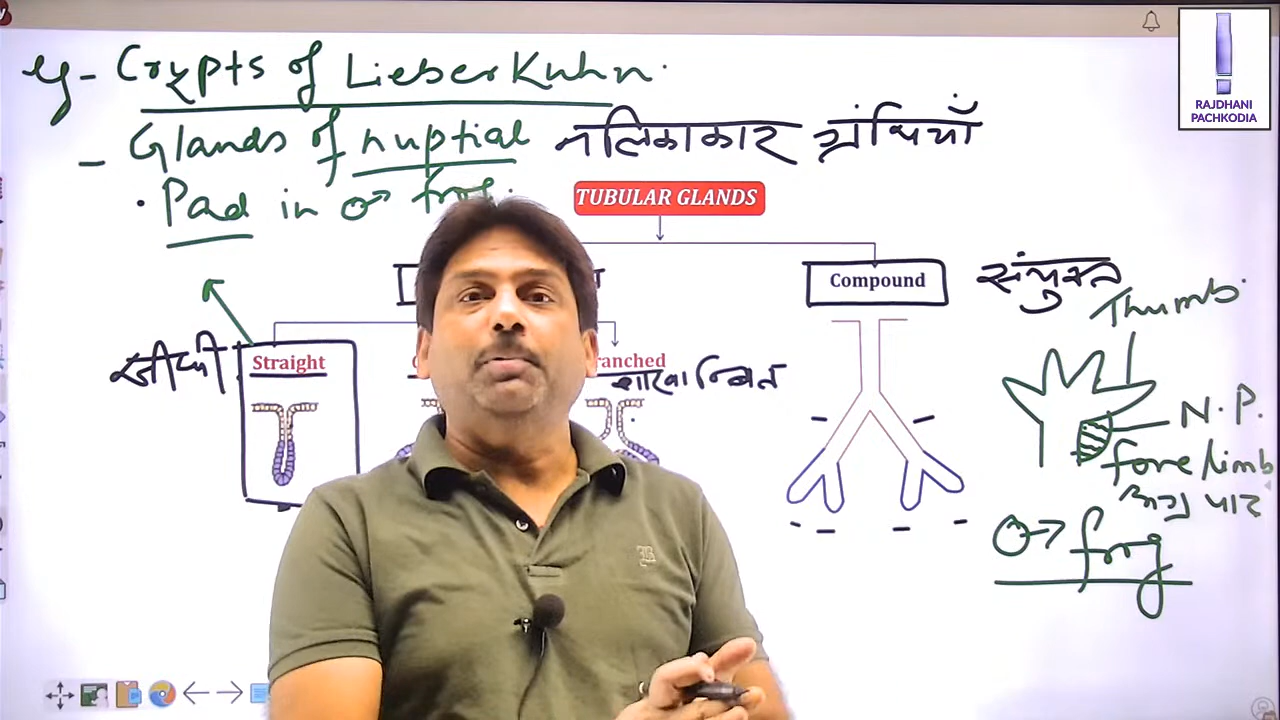 eg - Crypts of LieberKuhn.
- Glands of nuptial
• Pad in ♂ frog.
नलिकाकार ग्रंथियाँ
RAJDHANI
PACHKODIA
TUBULAR GLANDS
Compound
संयुक्त
Thumb
सीधी
Straight
ranched
शाखान्वित
N.P.
fore limb
अग्र पाद
♂ frog